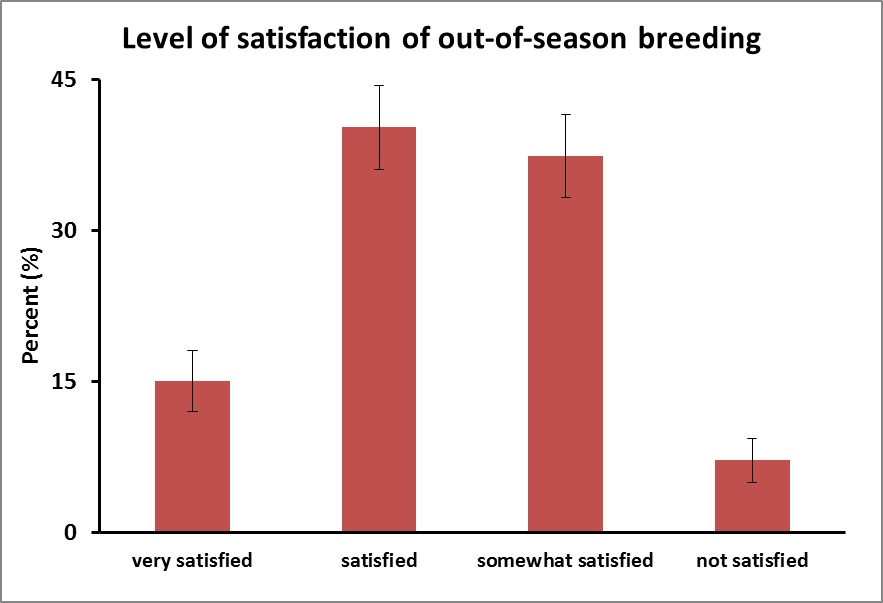 Level of satisfaction of out-of-season breeding
45
30
15
0
Percent (%)
very satisfied
satisfied
somewhat satisfied
not satisfied